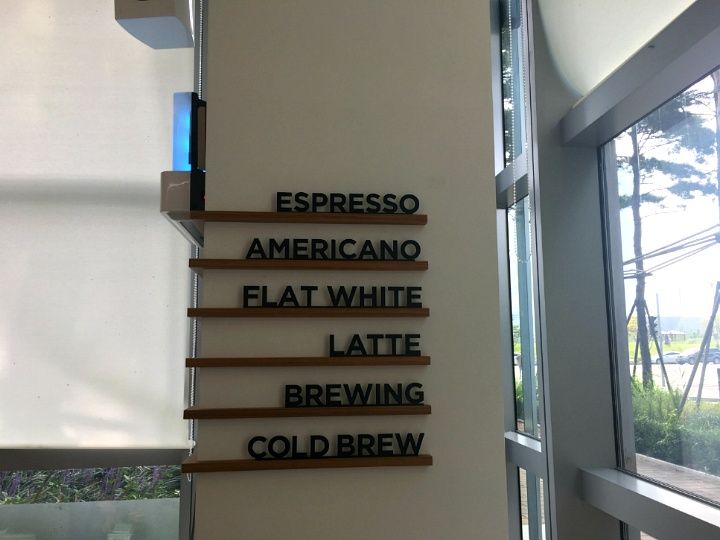 ESPRESSO
AMERICANO
FLAT WHITE
LATTE
BREWING
COLD BREW